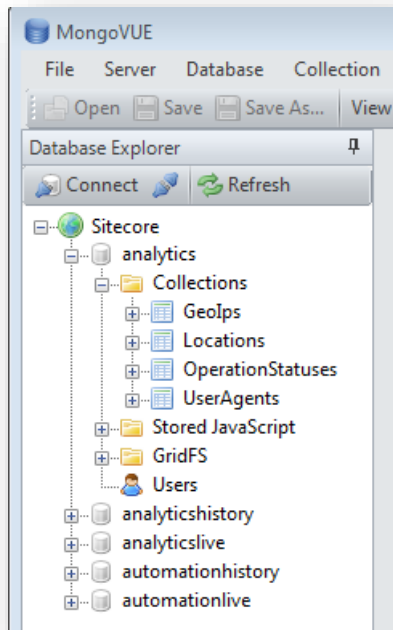 MongoVUE
File Server Database Collection
Open Save Save As... View
Database Explorer
Connect Refresh
Sitecore
analytics
Collections
GeoIps
Locations
OperationStatuses
UserAgents
Stored JavaScript
GridFS
Users
analyticshistory
analyticslive
automationhistory
automationlive